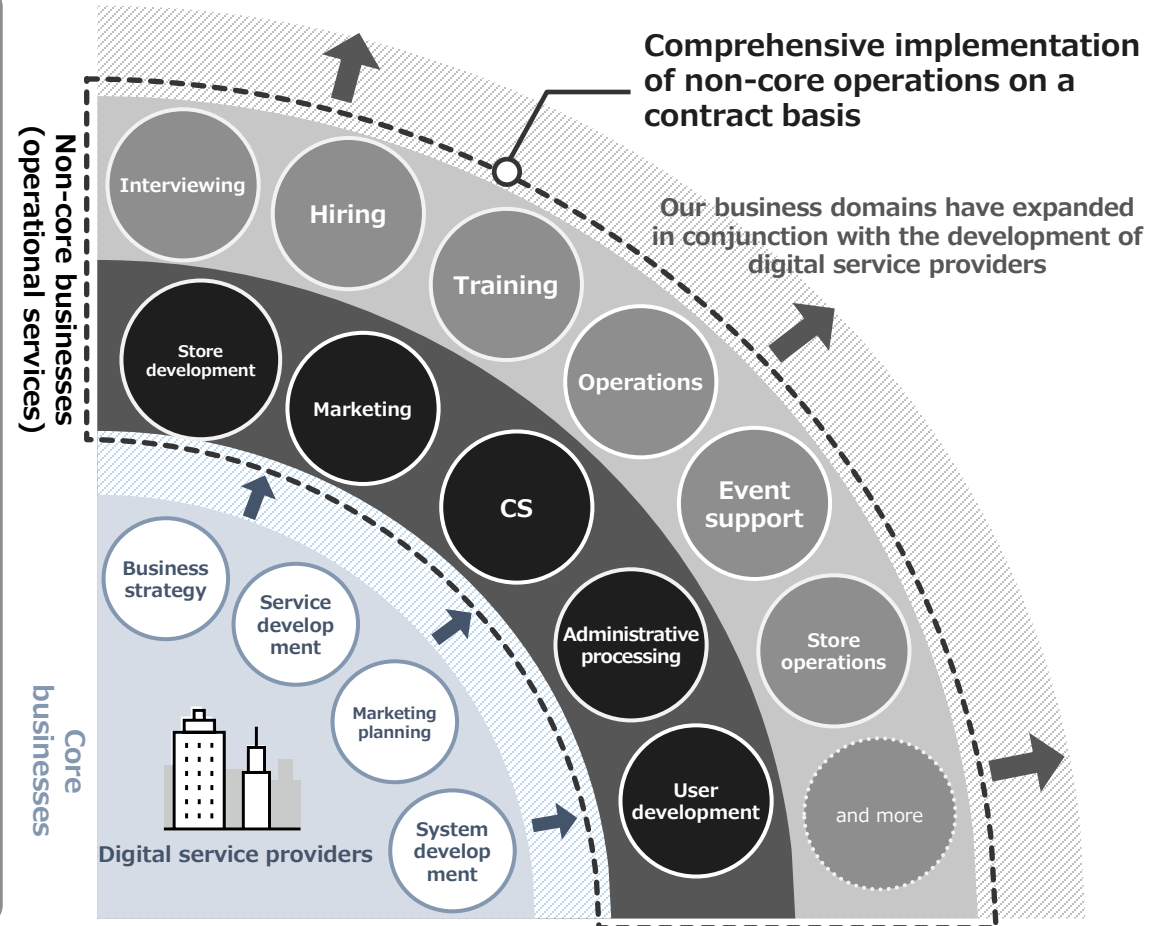 Comprehensive implementation
of non-core operations on a
contract basis
Our business domains have expanded
in conjunction with the development of
digital service providers
Non-core businesses
(operational services)
Interviewing
Hiring
Training
Operations
Event
support
Store
operations
and more
Store
development
Marketing
CS
Administrative
processing
User
development
Core
businesses
Business
strategy
Service
develop
ment
Marketing
planning
System
develop
ment
Digital service providers